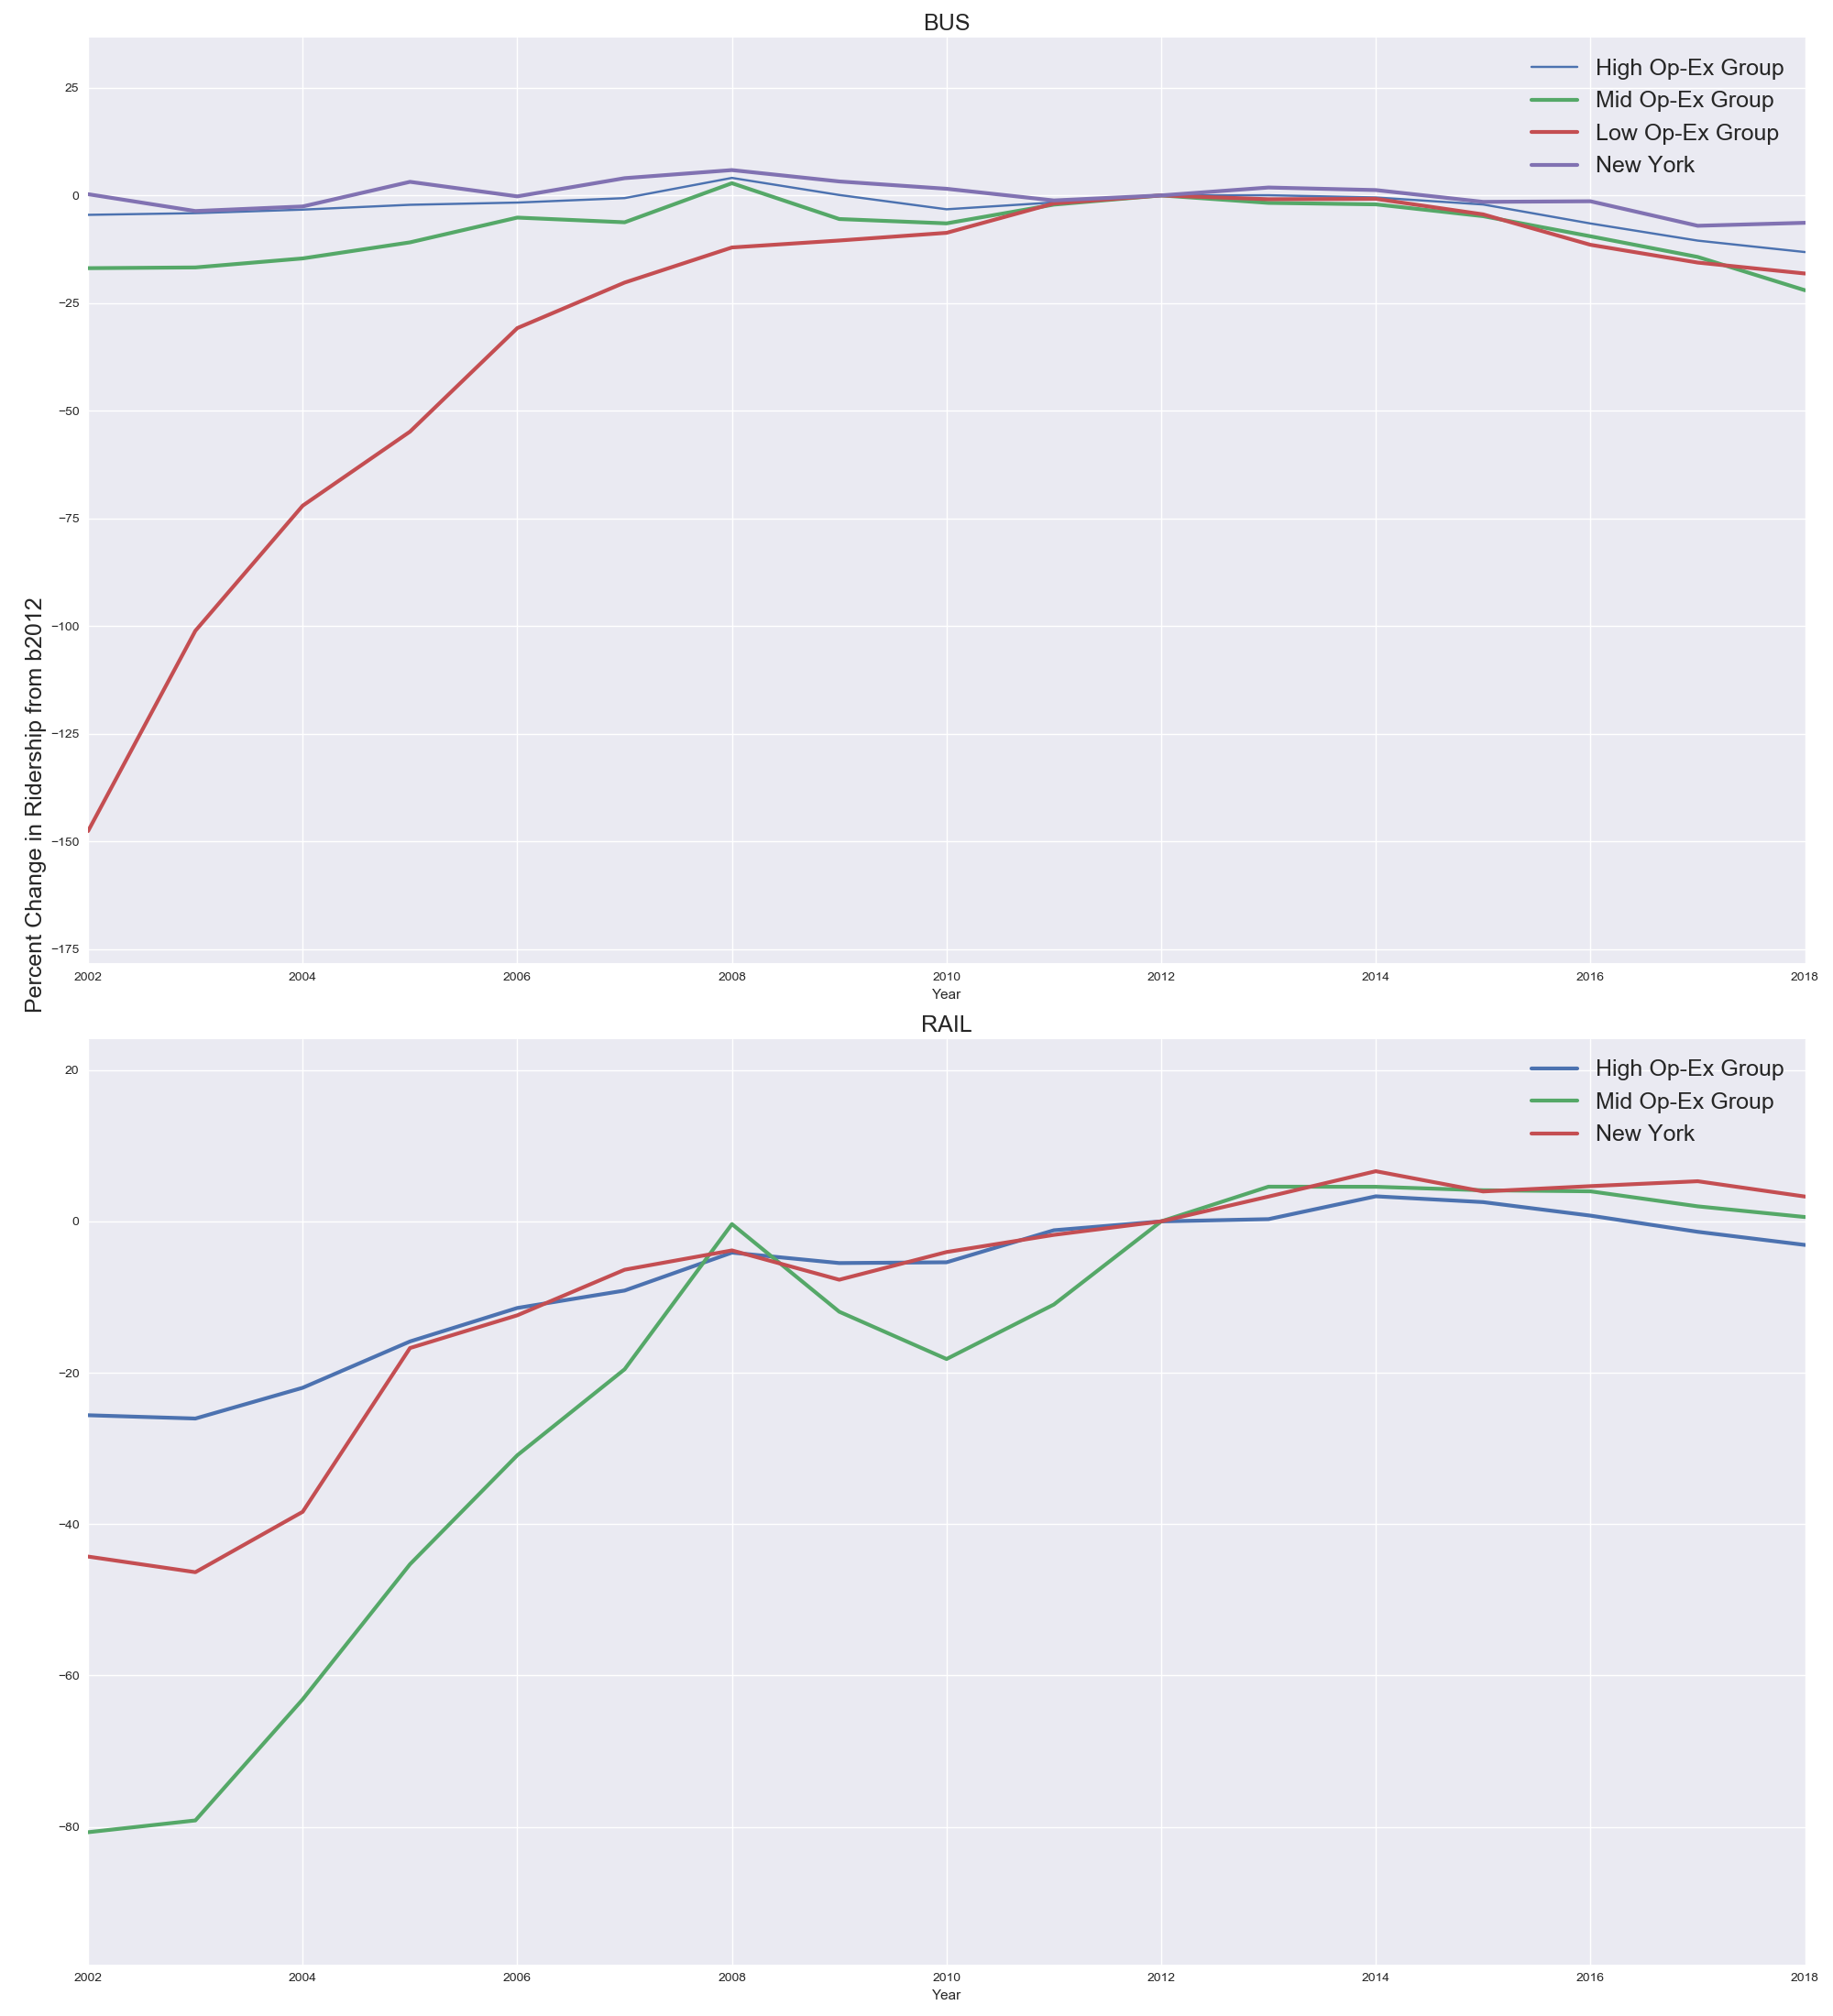 BUS
High Op-Ex Group
Mid Op-Ex Group
Low Op-Ex Group
New York
25
0
−25
−50
−75
−100
−125
−150
−175
2002 2004 2006 2008 2010 2012 2014 2016 2018
Year
Percent Change in Ridership from b2012
RAIL
High Op-Ex Group
Mid Op-Ex Group
New York
20
0
−20
−40
−60
−80
2002 2004 2006 2008 2010 2012 2014 2016 2018
Year